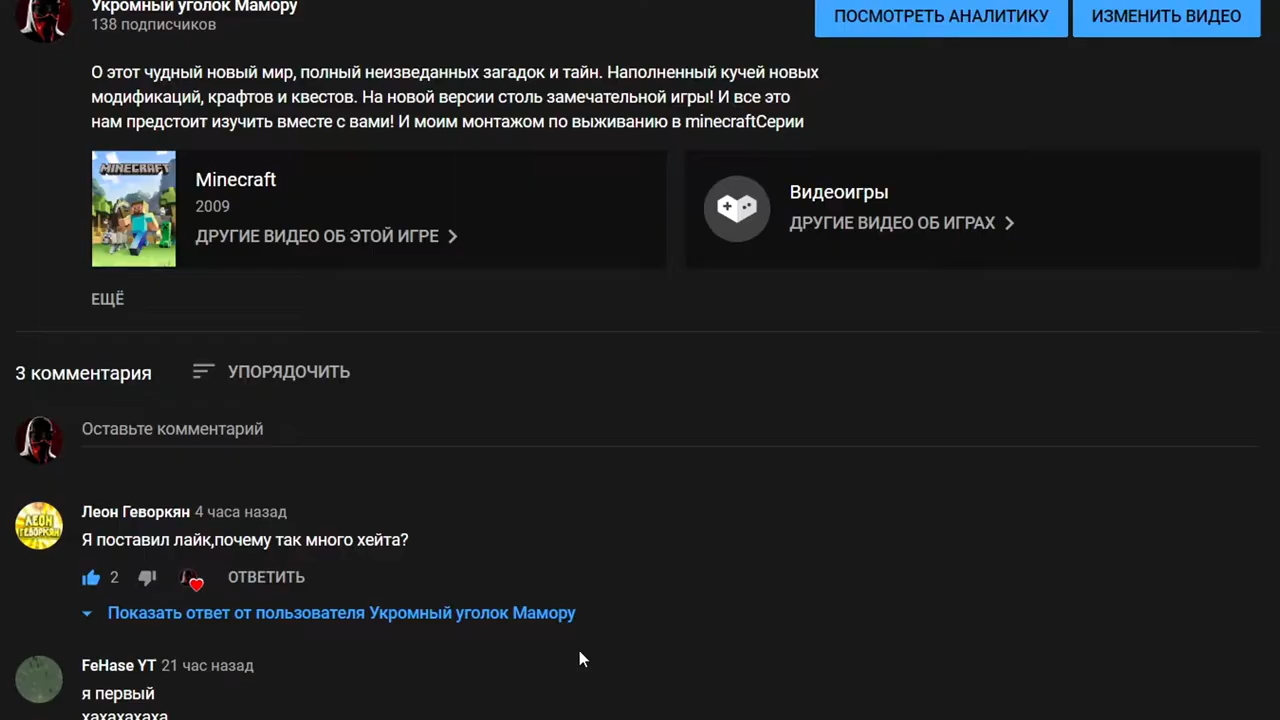 Укромный уголок Мамору
138 подписчиков
ПОСМОТРЕТЬ АНАЛИТИКУ
ИЗМЕНИТЬ ВИДЕО
О этот чудный новый мир, полный неизведанных загадок и тайн. Наполненный кучей новых
модификаций, крафтов и квестов. На новой версии столь замечательной игры! И все это
нам предстоит изучить вместе с вами! И моим монтажом по выживанию в minecraftСерии
MINECRAFT
Minecraft
2009
ДРУГИЕ ВИДЕО ОБ ЭТОЙ ИГРЕ
Видеоигры
ДРУГИЕ ВИДЕО ОБ ИГРАХ
ЕЩЁ
3 комментария
УПОРЯДОЧИТЬ
Оставьте комментарий
ЛЕОН
ГЕВОРКЯН
Леон Геворкян 4 часа назад
Я поставил лайк,почему так много хейта?
2
ОТВЕТИТЬ
Показать ответ от пользователя Укромный уголок Мамору
FeHase YT 21 час назад
я первый
хахахахаха